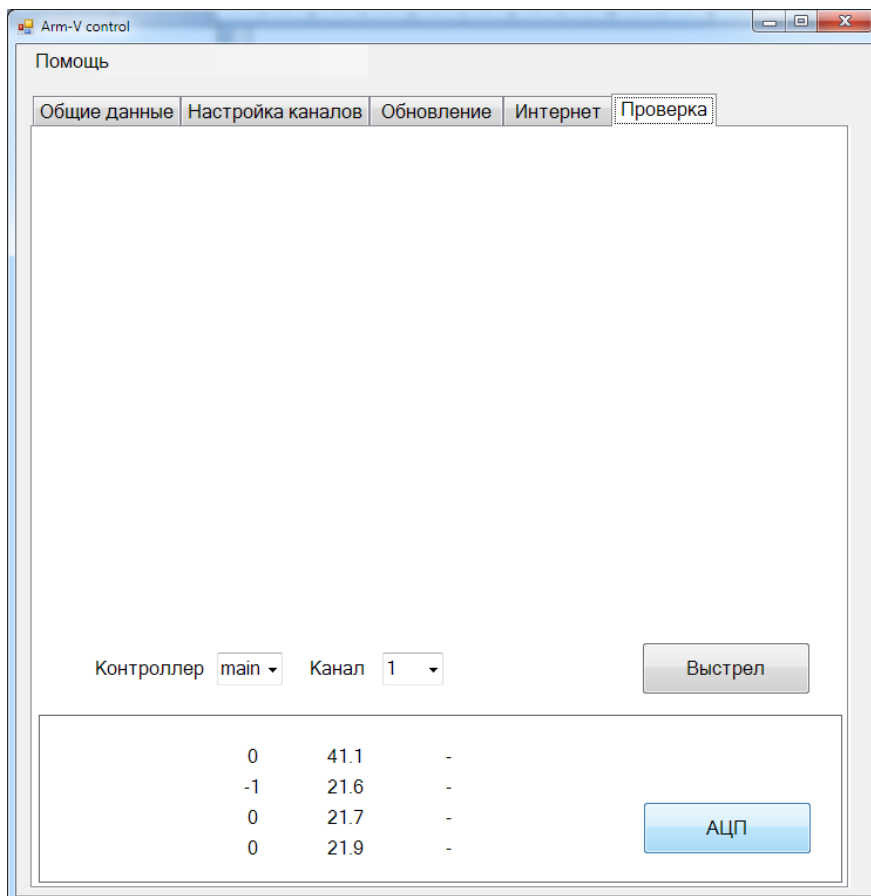 Arm-V control
Помощь
Общие данные Настройка каналов Обновление Интернет Проверка
Контроллер main Канал 1 Выстрел
0 41.1 -
-1 21.6 -
0 21.7 -
АЦП
0 21.9 -